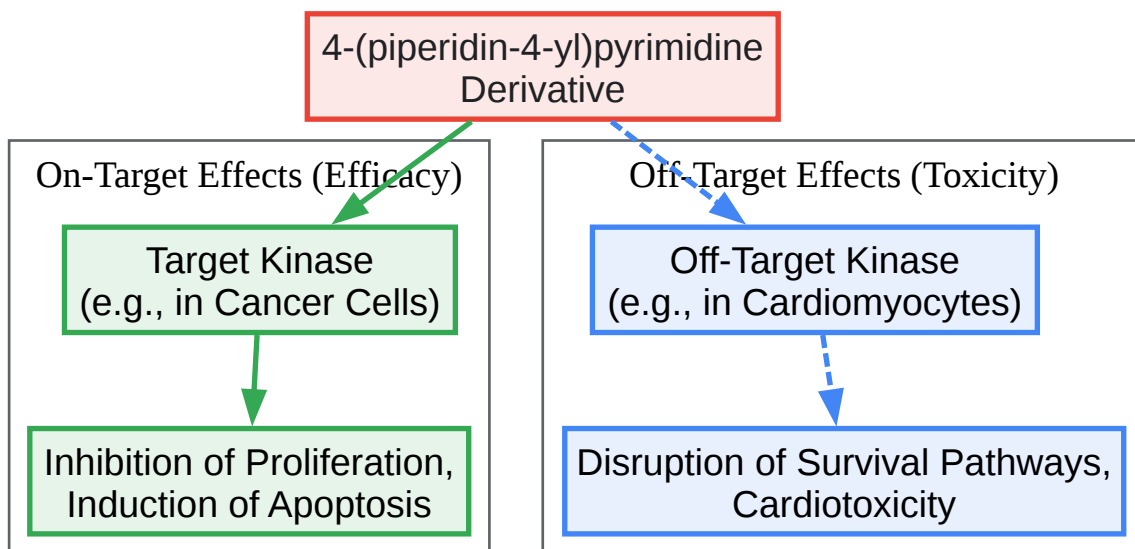 4-(piperidin-4-yl)pyrimidine
Derivative
On-Target Effects (Efficacy)
Target Kinase
(e.g., in Cancer Cells)
Inhibition of Proliferation,
Induction of Apoptosis
Off-Target Effects (Toxicity)
Off-Target Kinase
(e.g., in Cardiomyocytes)
Disruption of Survival Pathways,
Cardiotoxicity